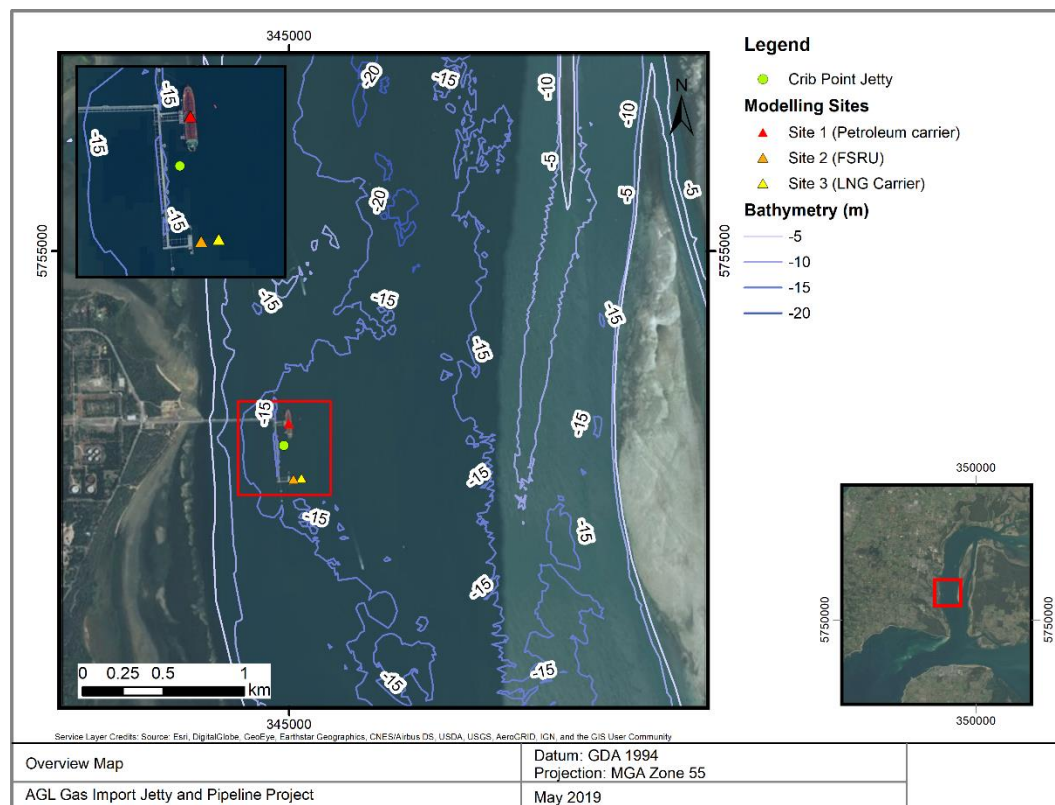 345000
-20
-15
-10
-10
-15
N
-15
-5
-5
-5
-15
-20
-15
5755000
5755000
-15
-15
-15
-15
-15
-15
-15
-15
-15
-15
-15
-15
0 0.25 0.5 1
km
-15
-15
345000
Legend
Crib Point Jetty
Modelling Sites
Site 1 (Petroleum carrier)
Site 2 (FSRU)
Site 3 (LNG Carrier)
Bathymetry (m)
-5
-10
-15
-20
350000
5750000
5750000
350000
Service Layer Credits: Source: Esri, DigitalGlobe, GeoEye, Earthstar Geographics, CNES/Airbus DS, USDA, USGS, AeroGRID, IGN, and the GIS User Community
Overview Map
Datum: GDA 1994
Projection: MGA Zone 55
AGL Gas Import Jetty and Pipeline Project
May 2019